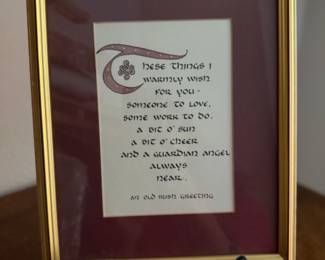 These things I
warmly wish
for you -
someone to love,
some work to do,
a bit o' sun
a bit o' cheer
and a guardian angel
always
near..
an old Irish greeting